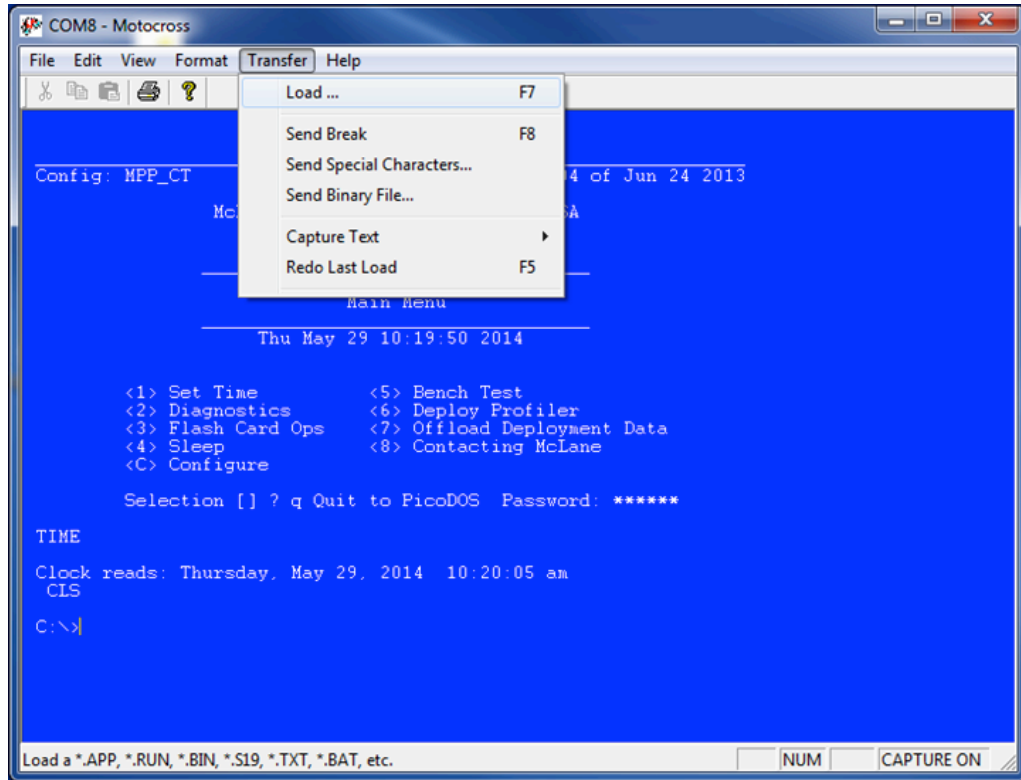 COM8 - Motocross
File Edit View Format Transfer Help
Load ... F7
Send Break F8
Send Special Characters...
Send Binary File...
Capture Text
Redo Last Load F5
Config: MPP_CT 4 of Jun 24 2013
Main Menu
Thu May 29 10:19:50 2014
<1> Set Time <5> Bench Test
<2> Diagnostics <6> Deploy Profiler
<3> Flash Card Ops <7> Offload Deployment Data
<4> Sleep <8> Contacting McLane
<C> Configure
Selection [] ? q Quit to PicoDOS Password: ******
TIME
Clock reads: Thursday, May 29, 2014 10:20:05 am
CLS
C:\>
Load a *.APP, *.RUN, *.BIN, *.S19, *.TXT, *.BAT, etc. NUM CAPTURE ON